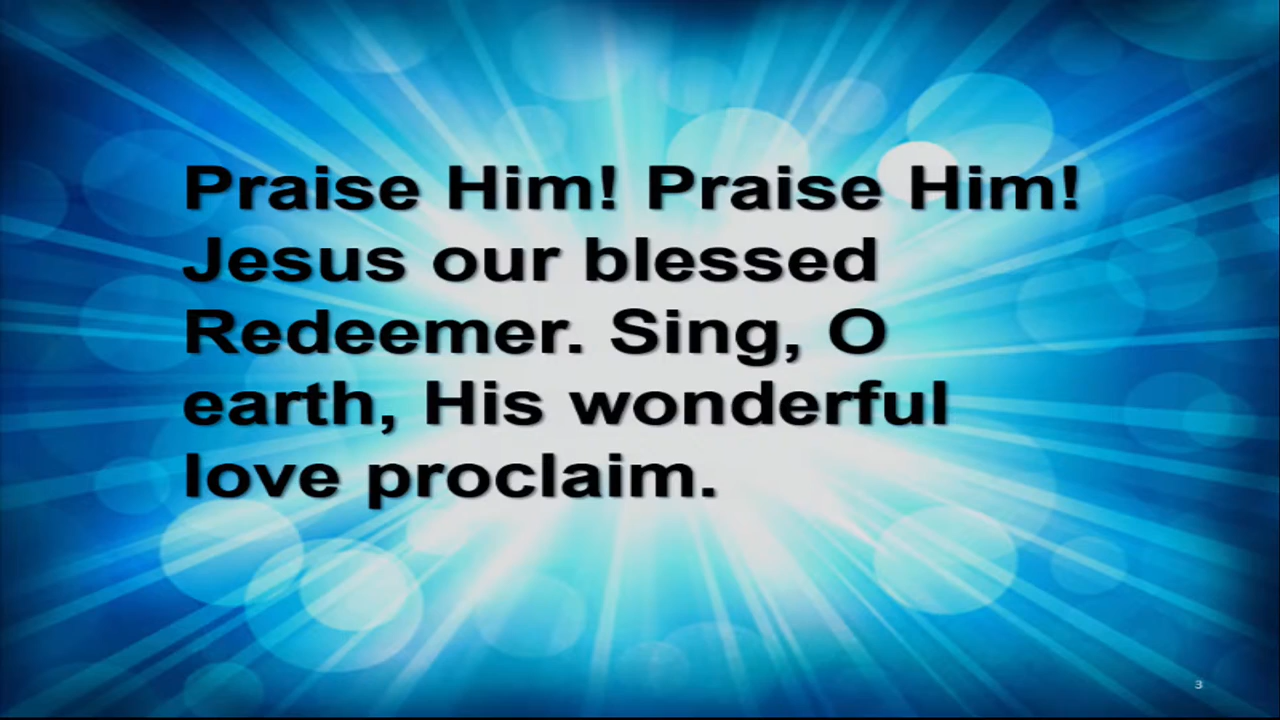 Praise Him! Praise Him!
Jesus our blessed
Redeemer. Sing, O
earth, His wonderful
love proclaim.
3